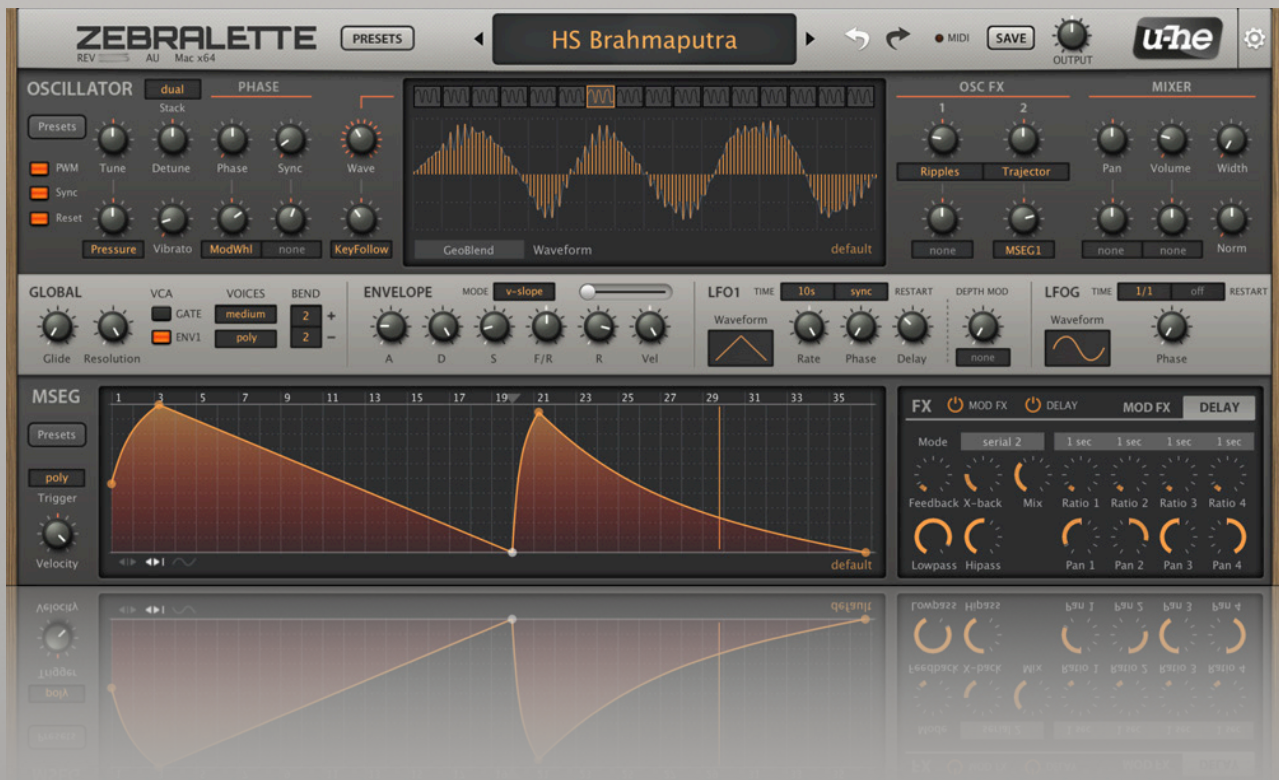 ZEBRALETTE PRESETS HS Brahmaputra MIDI SAVE OUTPUT u-he
REV AU Mac x64
OSCILLATOR dual PHASE OSC FX MIXER
Stack 1 2
Presets
PWM Tune Detune Phase Sync Wave Ripples Trajector Pan Volume Width
Sync
Reset
Pressure Vibrato ModWhl none KeyFollow GeoBlend Waveform default none MSEG1 none none Norm
GLOBAL VCA VOICES BEND ENVELOPE MODE v-slope LFO1 TIME 10s sync RESTART DEPTH MOD LFOG TIME 1/1 off RESTART
GATE medium 2 + Waveform Waveform
ENV1 poly 2 −
Glide Resolution A D S F/R R Vel Rate Phase Delay none Phase
MSEG 1 3 5 7 9 11 13 15 17 19 21 23 25 27 29 31 33 35
FX MOD FX DELAY MOD FX DELAY
Presets Mode serial 2 1 sec 1 sec 1 sec 1 sec
poly
Trigger Feedback X-back Mix Ratio 1 Ratio 2 Ratio 3 Ratio 4
Velocity default Lowpass Hipass Pan 1 Pan 2 Pan 3 Pan 4